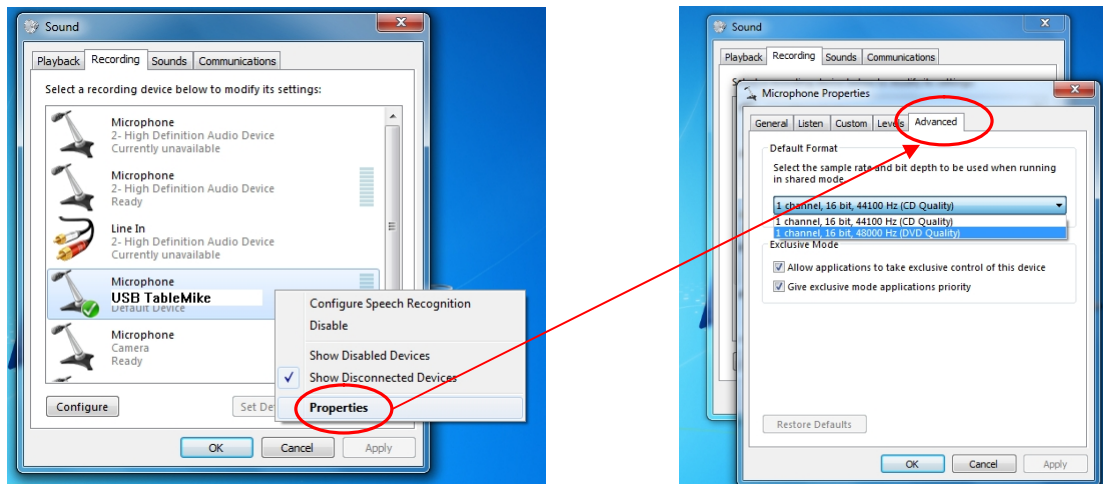 Sound
Playback Recording Sounds Communications
Select a recording device below to modify its settings:
Microphone
2- High Definition Audio Device
Currently unavailable
Microphone
2- High Definition Audio Device
Ready
Line In
2- High Definition Audio Device
Currently unavailable
Microphone
USB TableMike
Default Device
Microphone
Camera
Ready
Configure Speech Recognition
Disable
Show Disabled Devices
Show Disconnected Devices
Properties
Configure Set De
OK Cancel Apply
Sound
Playback Recording Sounds Communications
Microphone Properties
General Listen Custom Levels Advanced
Default Format
Select the sample rate and bit depth to be used when running
in shared mode.
1 channel, 16 bit, 44100 Hz (CD Quality)
1 channel, 16 bit, 44100 Hz (CD Quality)
1 channel, 16 bit, 48000 Hz (DVD Quality)
Exclusive Mode
Allow applications to take exclusive control of this device
Give exclusive mode applications priority
Restore Defaults
OK Cancel Apply